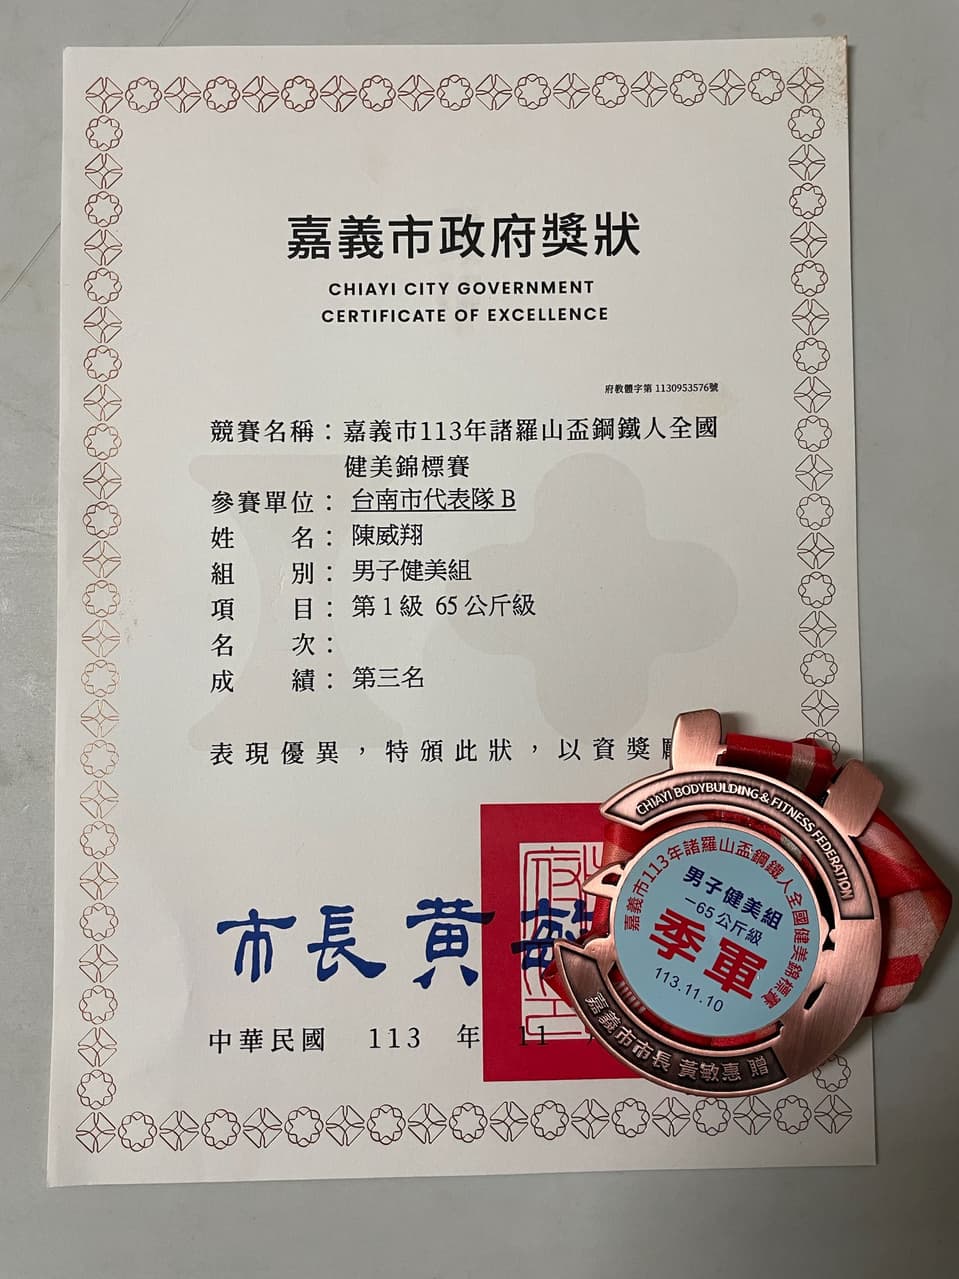 嘉義市政府獎狀
CHIAYI CITY GOVERNMENT
CERTIFICATE OF EXCELLENCE
府教體字第 1130953576號
競賽名稱：嘉義市113年諸羅山盃鋼鐵人全國
健美錦標賽
參賽單位：台南市代表隊 B
姓 名：陳威翔
組 別：男子健美組
項 目：第 1 級 65 公斤級
名 次：
成 績：第三名
表現優異，特頒此狀，以資獎
市長 黃敏
中華民國 113 年 11
CHIAYI BODYBUILDING & FITNESS FEDERATION
嘉義市113年諸羅山盃鋼鐵人全國健美錦標賽
男子健美組
–65公斤級
季軍
113.11.10
嘉義市市長 黃敏惠 贈